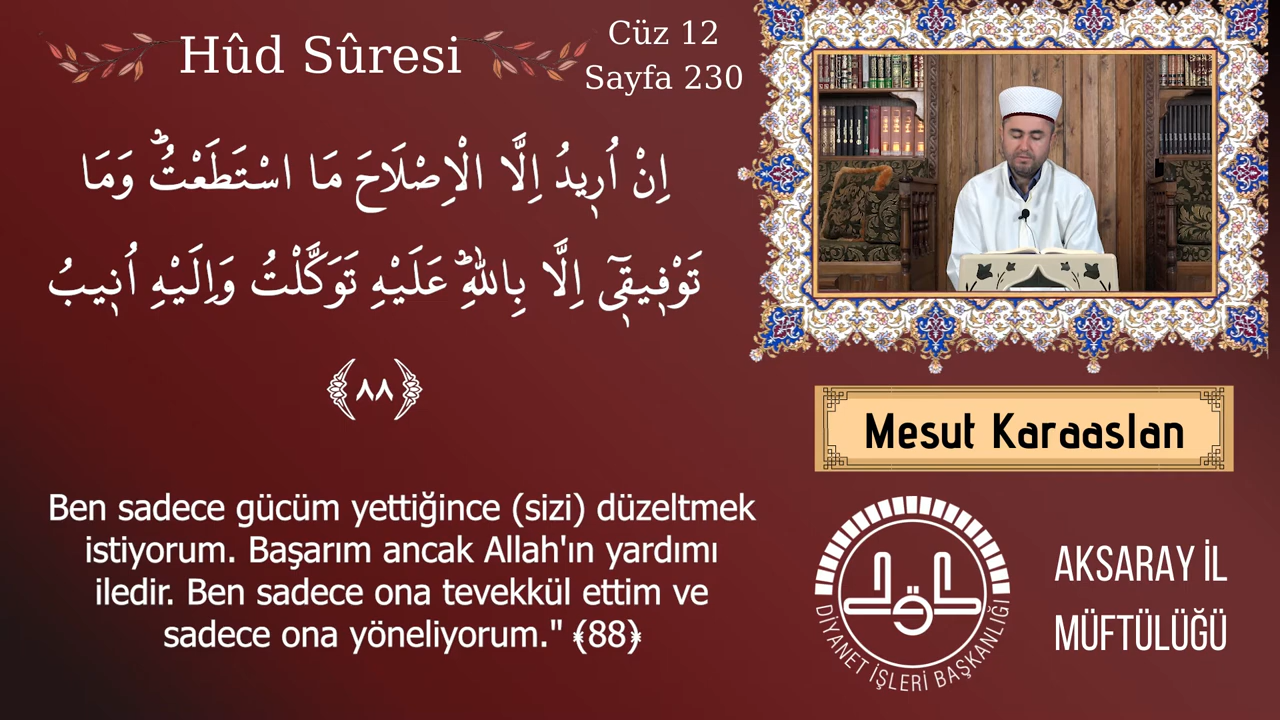 Hûd Sûresi
Cüz 12
Sayfa 230
اِنْ اُر۪يدُ اِلَّا الْاِصْلَاحَ مَا اسْتَطَعْتُۜ وَمَا
تَوْف۪يق۪ٓي اِلَّا بِاللّٰهِۜ عَلَيْهِ تَوَكَّلْتُ وَاِلَيْهِ اُن۪يبُ
﴿٨٨﴾
Ben sadece gücüm yettiğince (sizi) düzeltmek
istiyorum. Başarım ancak Allah'ın yardımı
iledir. Ben sadece ona tevekkül ettim ve
sadece ona yöneliyorum." ﴾88﴿
Mesut Karaaslan
DİYANET İŞLERİ BAŞKANLIĞI
AKSARAY İL
MÜFTÜLÜĞÜ